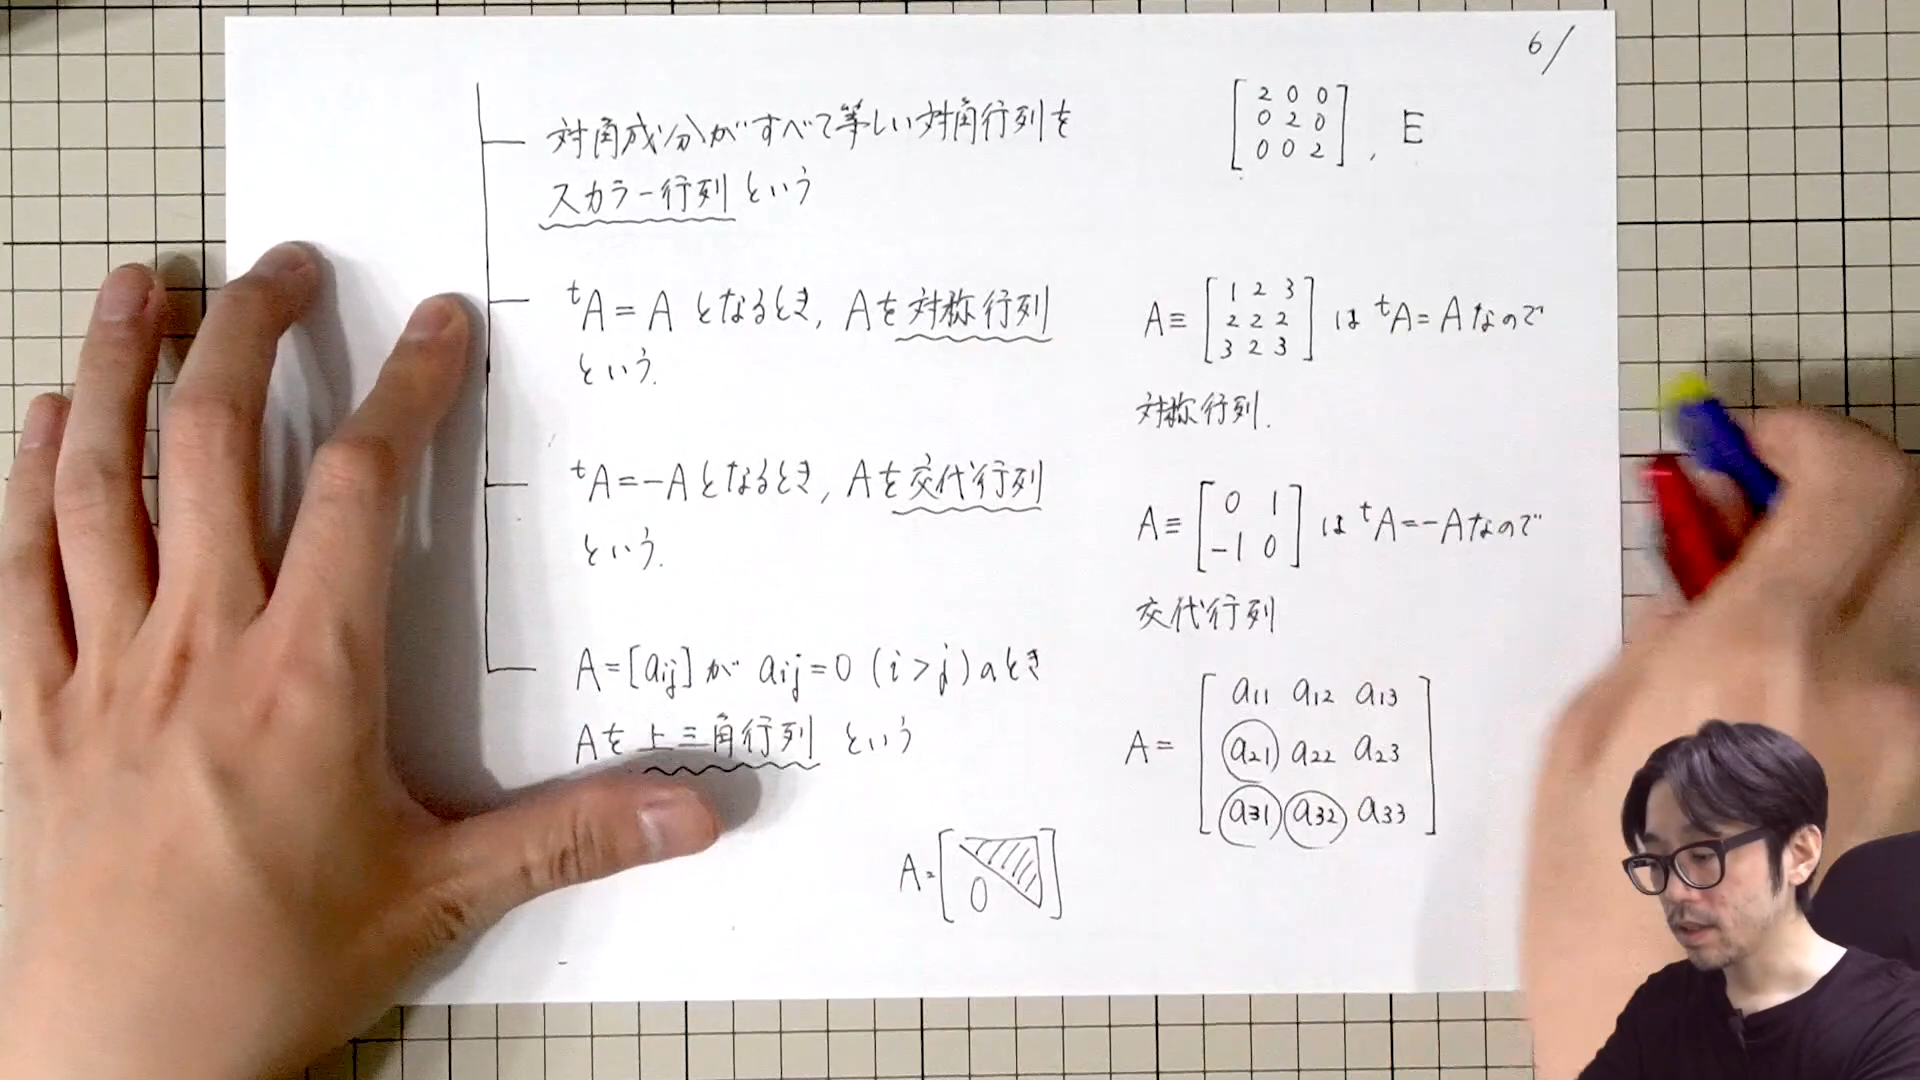 6/
対角成分がすべて等しい対角行列を
スカラー行列という
[2 0 0
0 2 0
0 0 2], E
ᵗA=Aとなるとき, Aを対称行列
という.
A≡[1 2 3
2 2 2
3 2 3]は ᵗA=Aなので
対称行列.
ᵗA=-Aとなるとき, Aを交代行列
という.
A≡[0 1
-1 0]は ᵗA=-Aなので
交代行列
A=[aij]が aij=0 (i>j)のとき
Aを上三角行列 という
A=[a11 a12 a13
a21 a22 a23
a31 a32 a33]
A=[0]